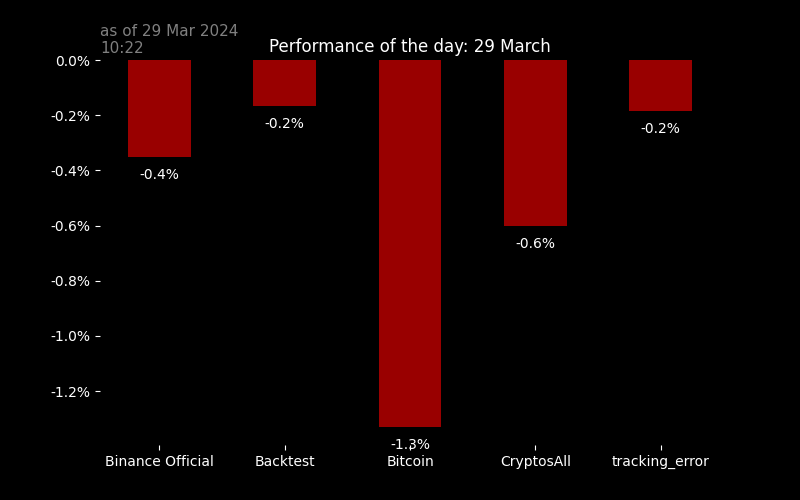 as of 29 Mar 2024
10:22
Performance of the day: 29 March
0.0%
-0.2%
-0.4%
-0.6%
-0.8%
-1.0%
-1.2%
-0.4%
-0.2%
-1.3%
-0.6%
-0.2%
Binance Official
Backtest
Bitcoin
CryptosAll
tracking_error